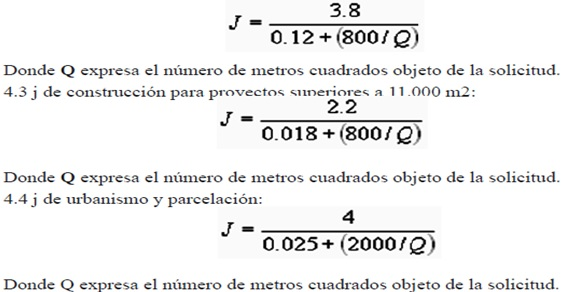 J = 3.8 / 0.12 + (800 / Q)
Donde Q expresa el número de metros cuadrados objeto de la solicitud.
4.3 j de construcción para proyectos superiores a 11.000 m2:
J = 2.2 / 0.018 + (800 / Q)
Donde Q expresa el número de metros cuadrados objeto de la solicitud.
4.4 j de urbanismo y parcelación:
J = 4 / 0.025 + (2000 / Q)
Donde Q expresa el número de metros cuadrados objeto de la solicitud.